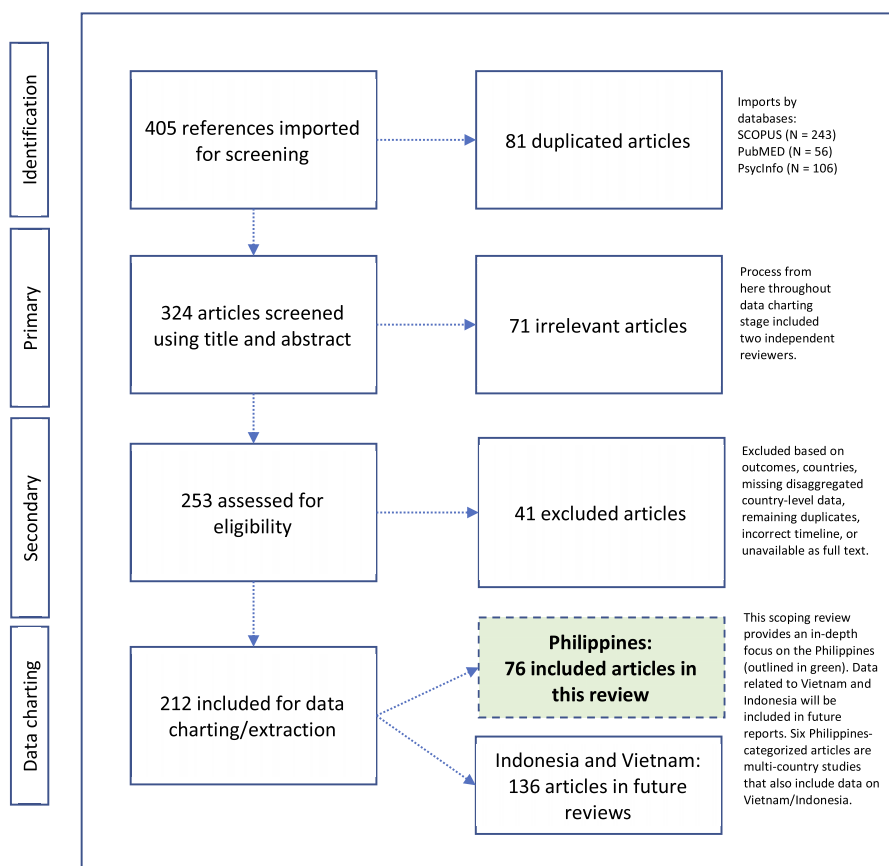 Identification
405 references imported
for screening
81 duplicated articles
Imports by
databases:
SCOPUS (N = 243)
PubMED (N = 56)
PsycInfo (N = 106)
Primary
324 articles screened
using title and abstract
71 irrelevant articles
Process from
here throughout
data charting
stage included
two independent
reviewers.
Secondary
253 assessed for
eligibility
41 excluded articles
Excluded based on
outcomes, countries,
missing disaggregated
country-level data,
remaining duplicates,
incorrect timeline, or
unavailable as full text.
Data charting
212 included for data
charting/extraction
Philippines:
76 included articles in
this review
Indonesia and Vietnam:
136 articles in future
reviews
This scoping review
provides an in-depth
focus on the Philippines
(outlined in green). Data
related to Vietnam and
Indonesia will be
included in future
reports. Six Philippines-
categorized articles are
multi-country studies
that also include data on
Vietnam/Indonesia.